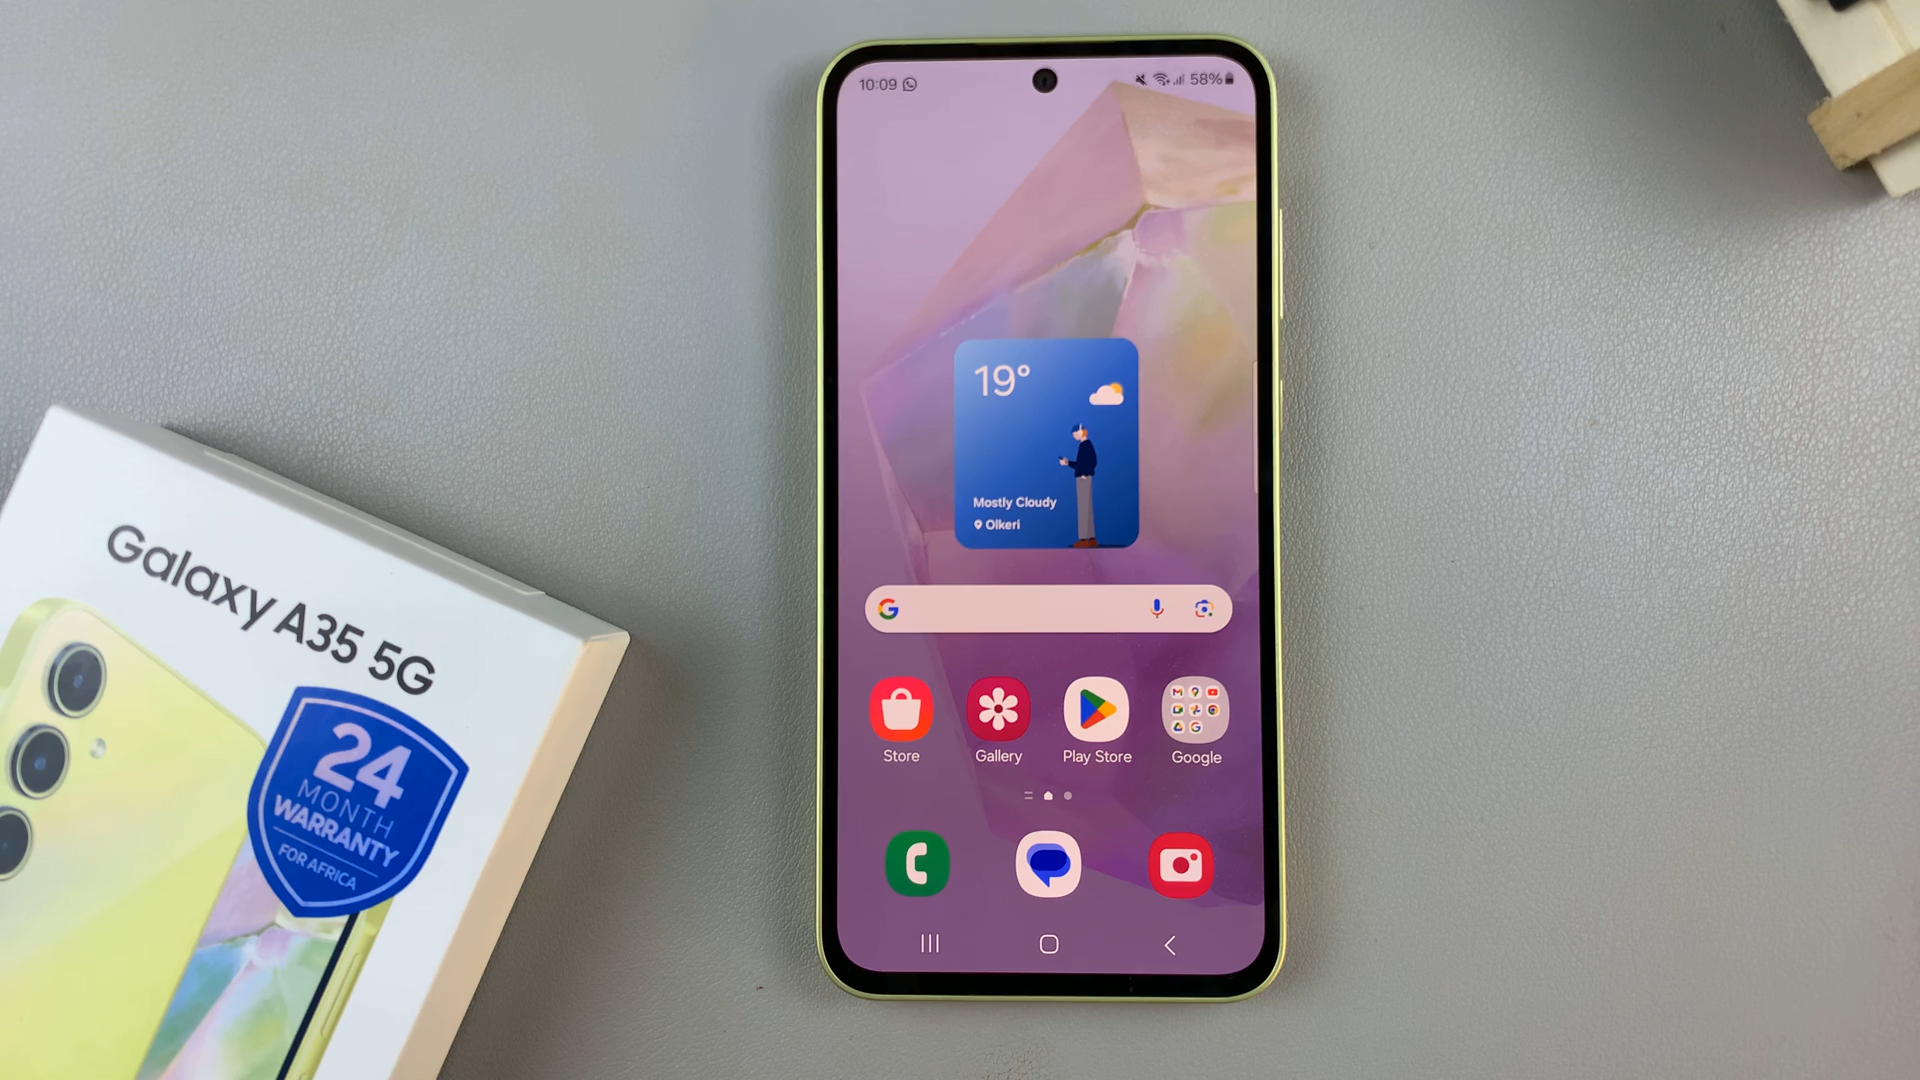 10:09
58%
19°
Mostly Cloudy
Olkeri
Store
Gallery
Play Store
Google
Galaxy A35 5G
24
MONTH
WARRANTY
FOR AFRICA